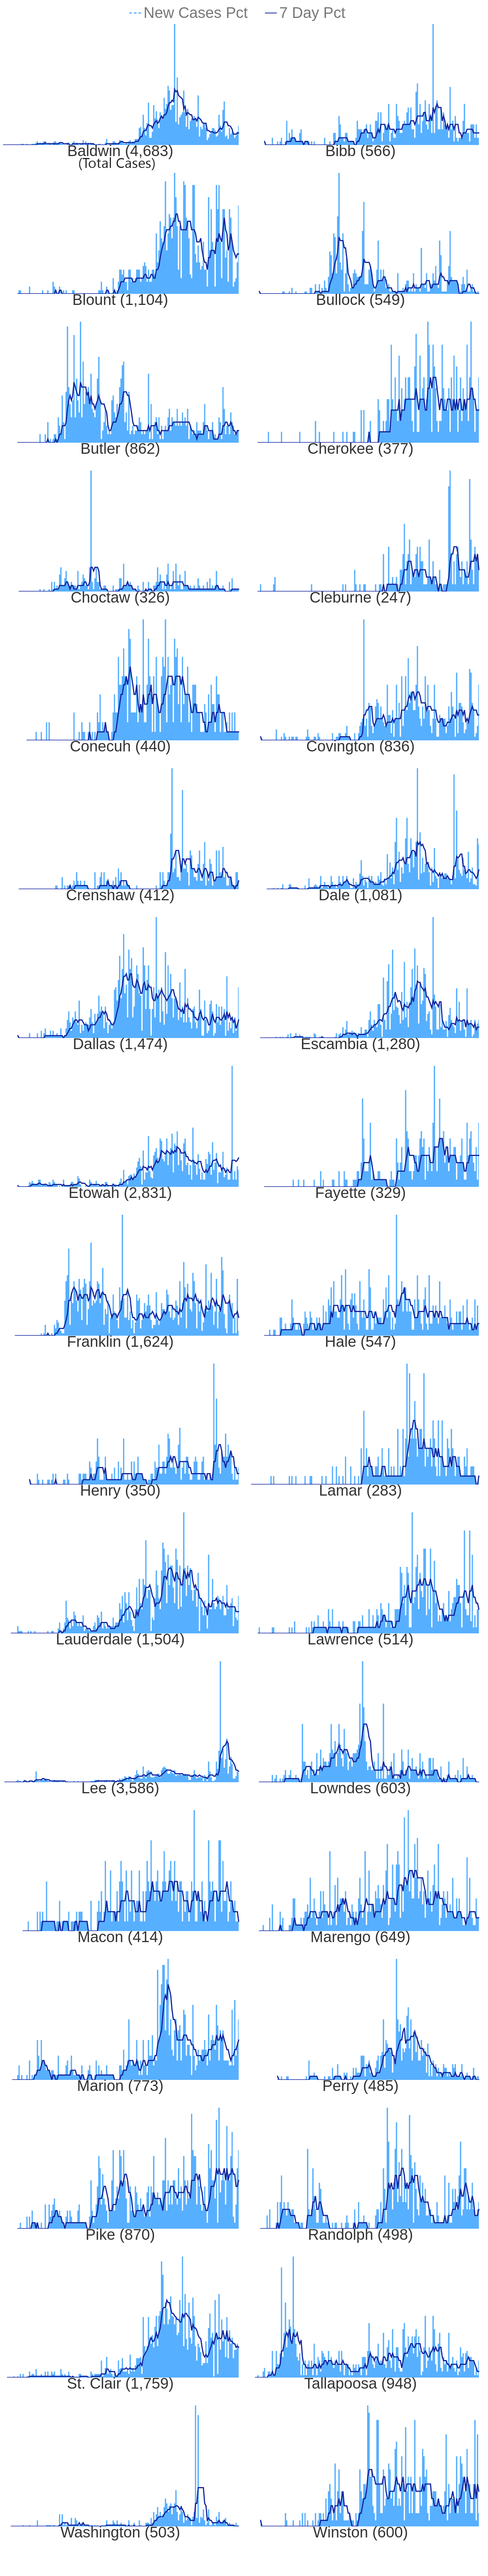 New Cases Pct 7 Day Pct
Baldwin (4,683) Bibb (566)
(Total Cases)
Blount (1,104) Bullock (549)
Butler (862) Cherokee (377)
Choctaw (326) Cleburne (247)
Conecuh (440) Covington (836)
Crenshaw (412) Dale (1,081)
Dallas (1,474) Escambia (1,280)
Etowah (2,831) Fayette (329)
Franklin (1,624) Hale (547)
Henry (350) Lamar (283)
Lauderdale (1,504) Lawrence (514)
Lee (3,586) Lowndes (603)
Macon (414) Marengo (649)
Marion (773) Perry (485)
Pike (870) Randolph (498)
St. Clair (1,759) Tallapoosa (948)
Washington (503) Winston (600)